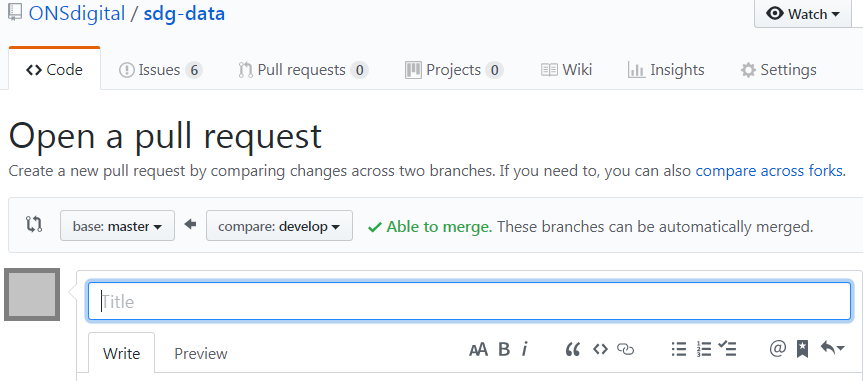 ONSdigital / sdg-data
Watch
Code
Issues 6
Pull requests 0
Projects 0
Wiki
Insights
Settings
Open a pull request
Create a new pull request by comparing changes across two branches. If you need to, you can also compare across forks.
base: master
compare: develop
Able to merge. These branches can be automatically merged.
Title
Write
Preview
AA B i